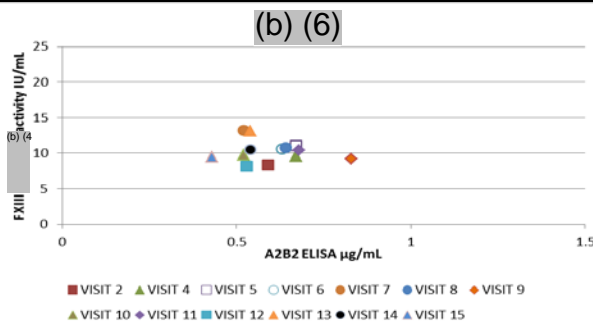 (b) (6)
25
20
15
10
5
0
FXIII
(b) (4
activity IU/mL
0 0.5 1 1.5
A2B2 ELISA µg/mL
VISIT 2 VISIT 4 VISIT 5 VISIT 6 VISIT 7 VISIT 8 VISIT 9
VISIT 10 VISIT 11 VISIT 12 VISIT 13 VISIT 14 VISIT 15